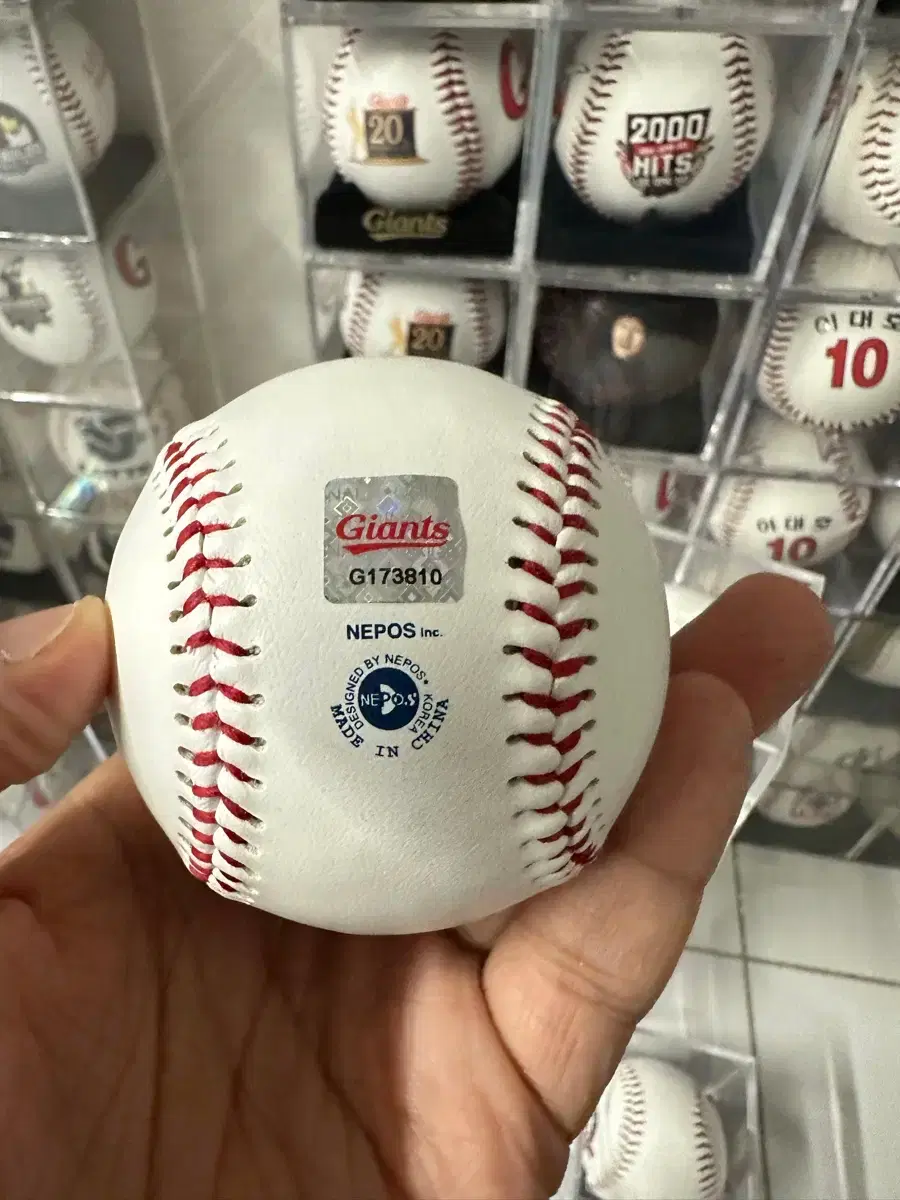 20
Giants
2000
HITS
20
이대호
10
이대호
10
Giants
G173810
NEPOS Inc.
DESIGNED BY NEPOS• KOREA
NEPOS
MADE IN CHINA